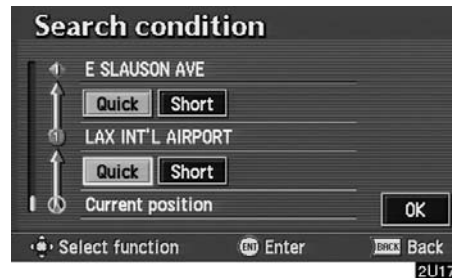 Search condition
E SLAUSON AVE
Quick Short
1
LAX INT'L AIRPORT
Quick Short
Current position
OK
Select function ENT Enter BACK Back
2U17